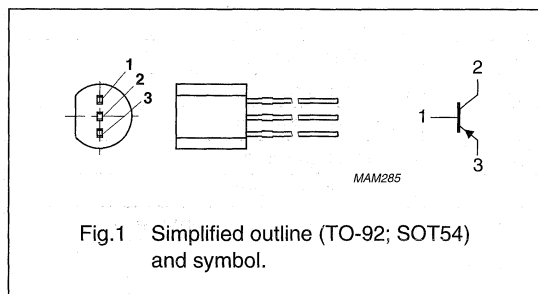 1
2
3
2
1
3
MAM285
Fig.1 Simplified outline (TO-92; SOT54)
and symbol.